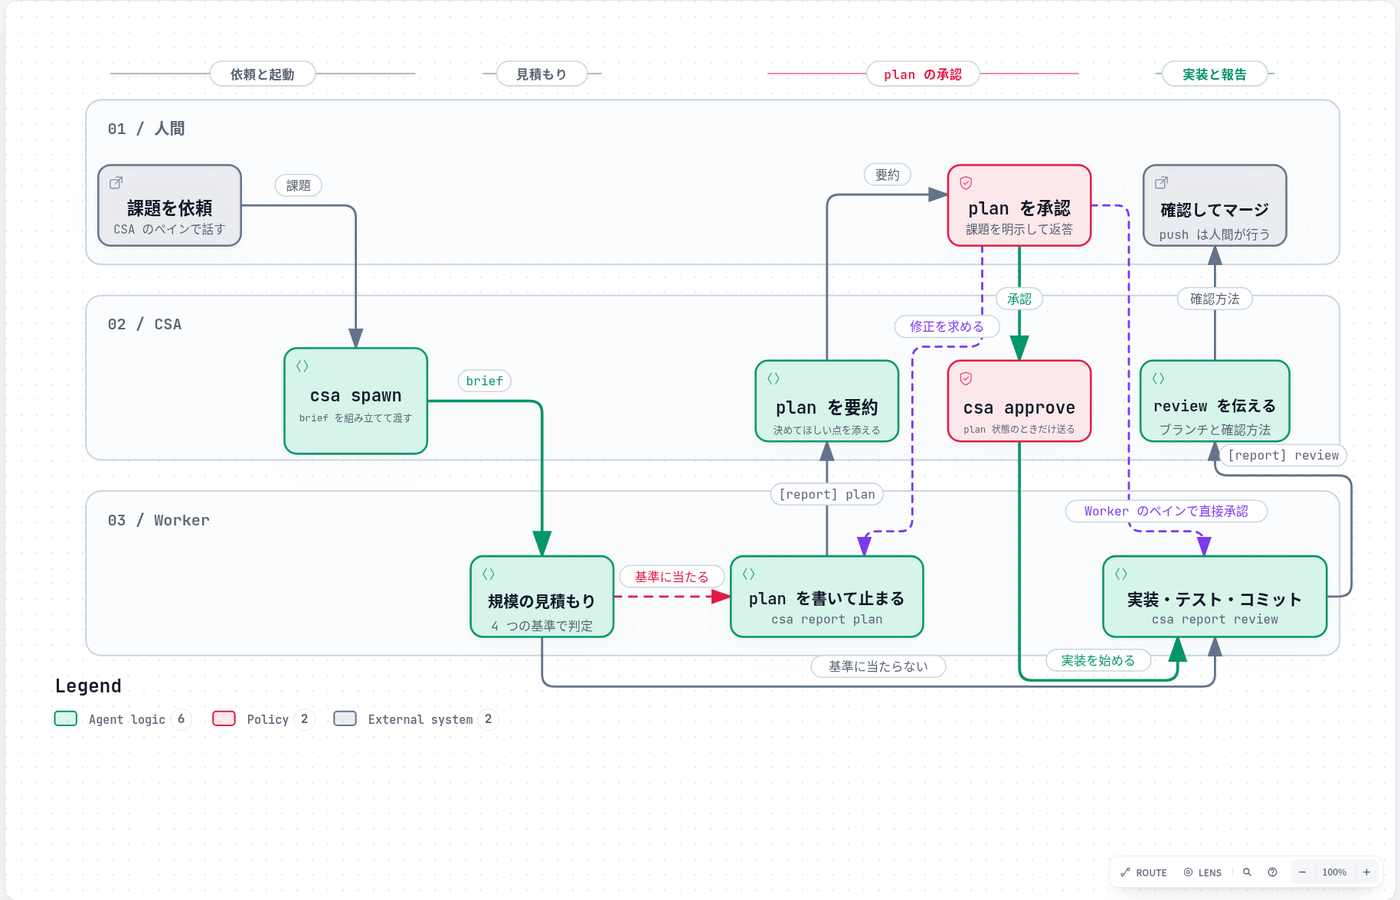 依頼と起動
見積もり
plan の承認
実装と報告
01 / 人間
課題を依頼
CSA のペインで話す
課題
要約
plan を承認
課題を明示して返答
確認してマージ
push は人間が行う
承認
確認方法
02 / CSA
修正を求める
csa spawn
brief を組み立てて渡す
brief
plan を要約
決めてほしい点を添える
csa approve
plan 状態のときだけ送る
review を伝える
ブランチと確認方法
[report] review
[report] plan
03 / Worker
Worker のペインで直接承認
規模の見積もり
4 つの基準で判定
基準に当たる
plan を書いて止まる
csa report plan
実装・テスト・コミット
csa report review
基準に当たらない
実装を始める
Legend
Agent logic 6
Policy 2
External system 2
ROUTE
LENS
− 100% +